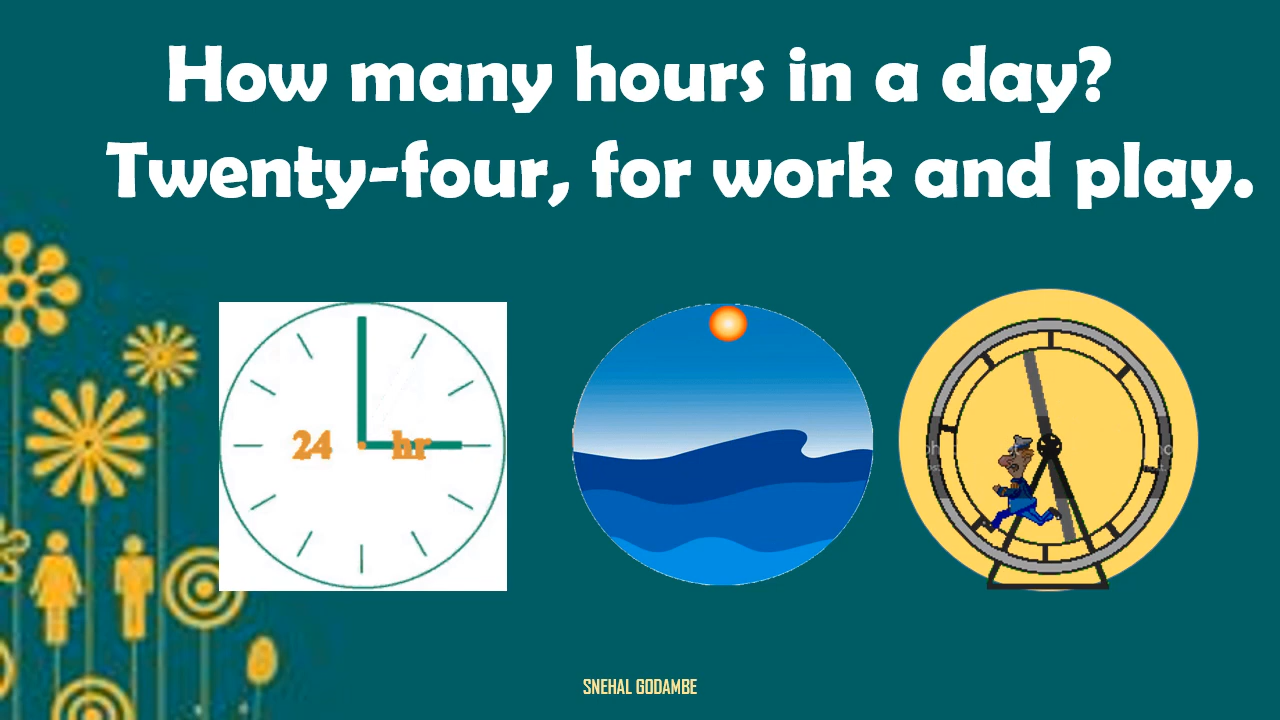 How many hours in a day?
Twenty-four, for work and play.
24 hr
SNEHAL GODAMBE